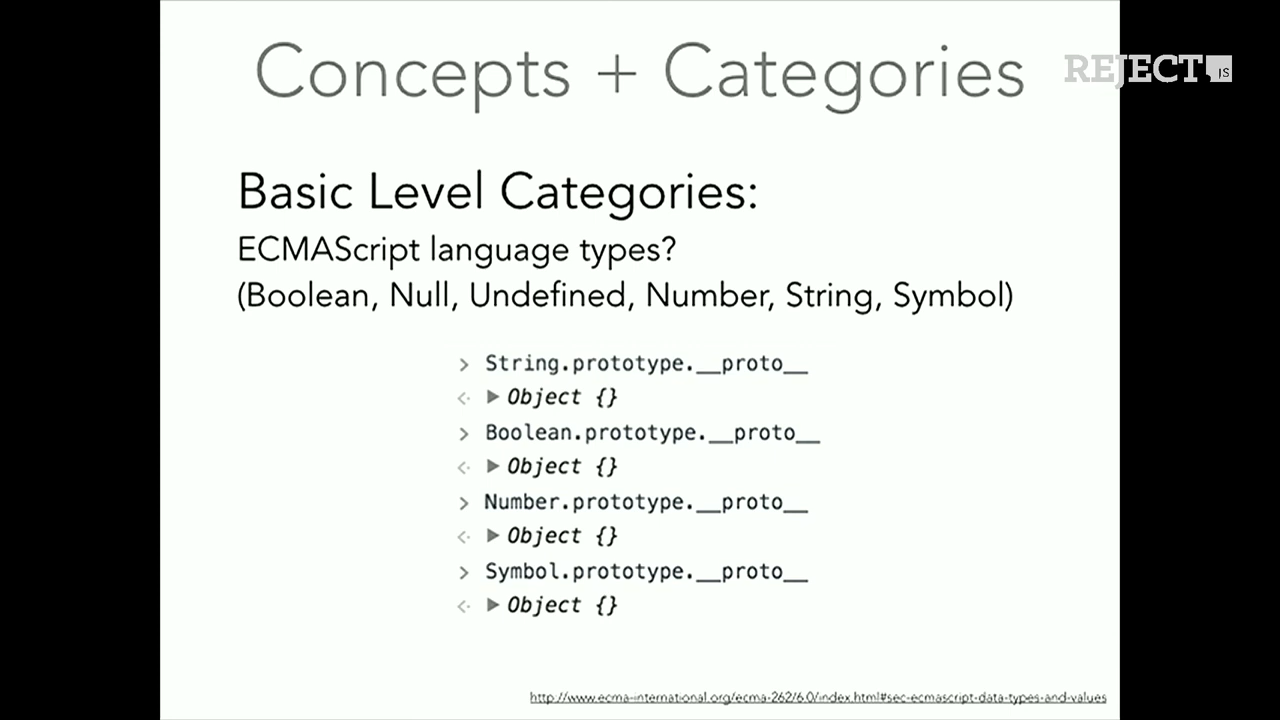 Concepts + Categories
REJECT JS
Basic Level Categories:
ECMAScript language types?
(Boolean, Null, Undefined, Number, String, Symbol)
> String.prototype.__proto__
<· ▶ Object {}
> Boolean.prototype.__proto__
<· ▶ Object {}
> Number.prototype.__proto__
<· ▶ Object {}
> Symbol.prototype.__proto__
<· ▶ Object {}
http://www.ecma-international.org/ecma-262/6.0/index.html#sec-ecmascript-data-types-and-values